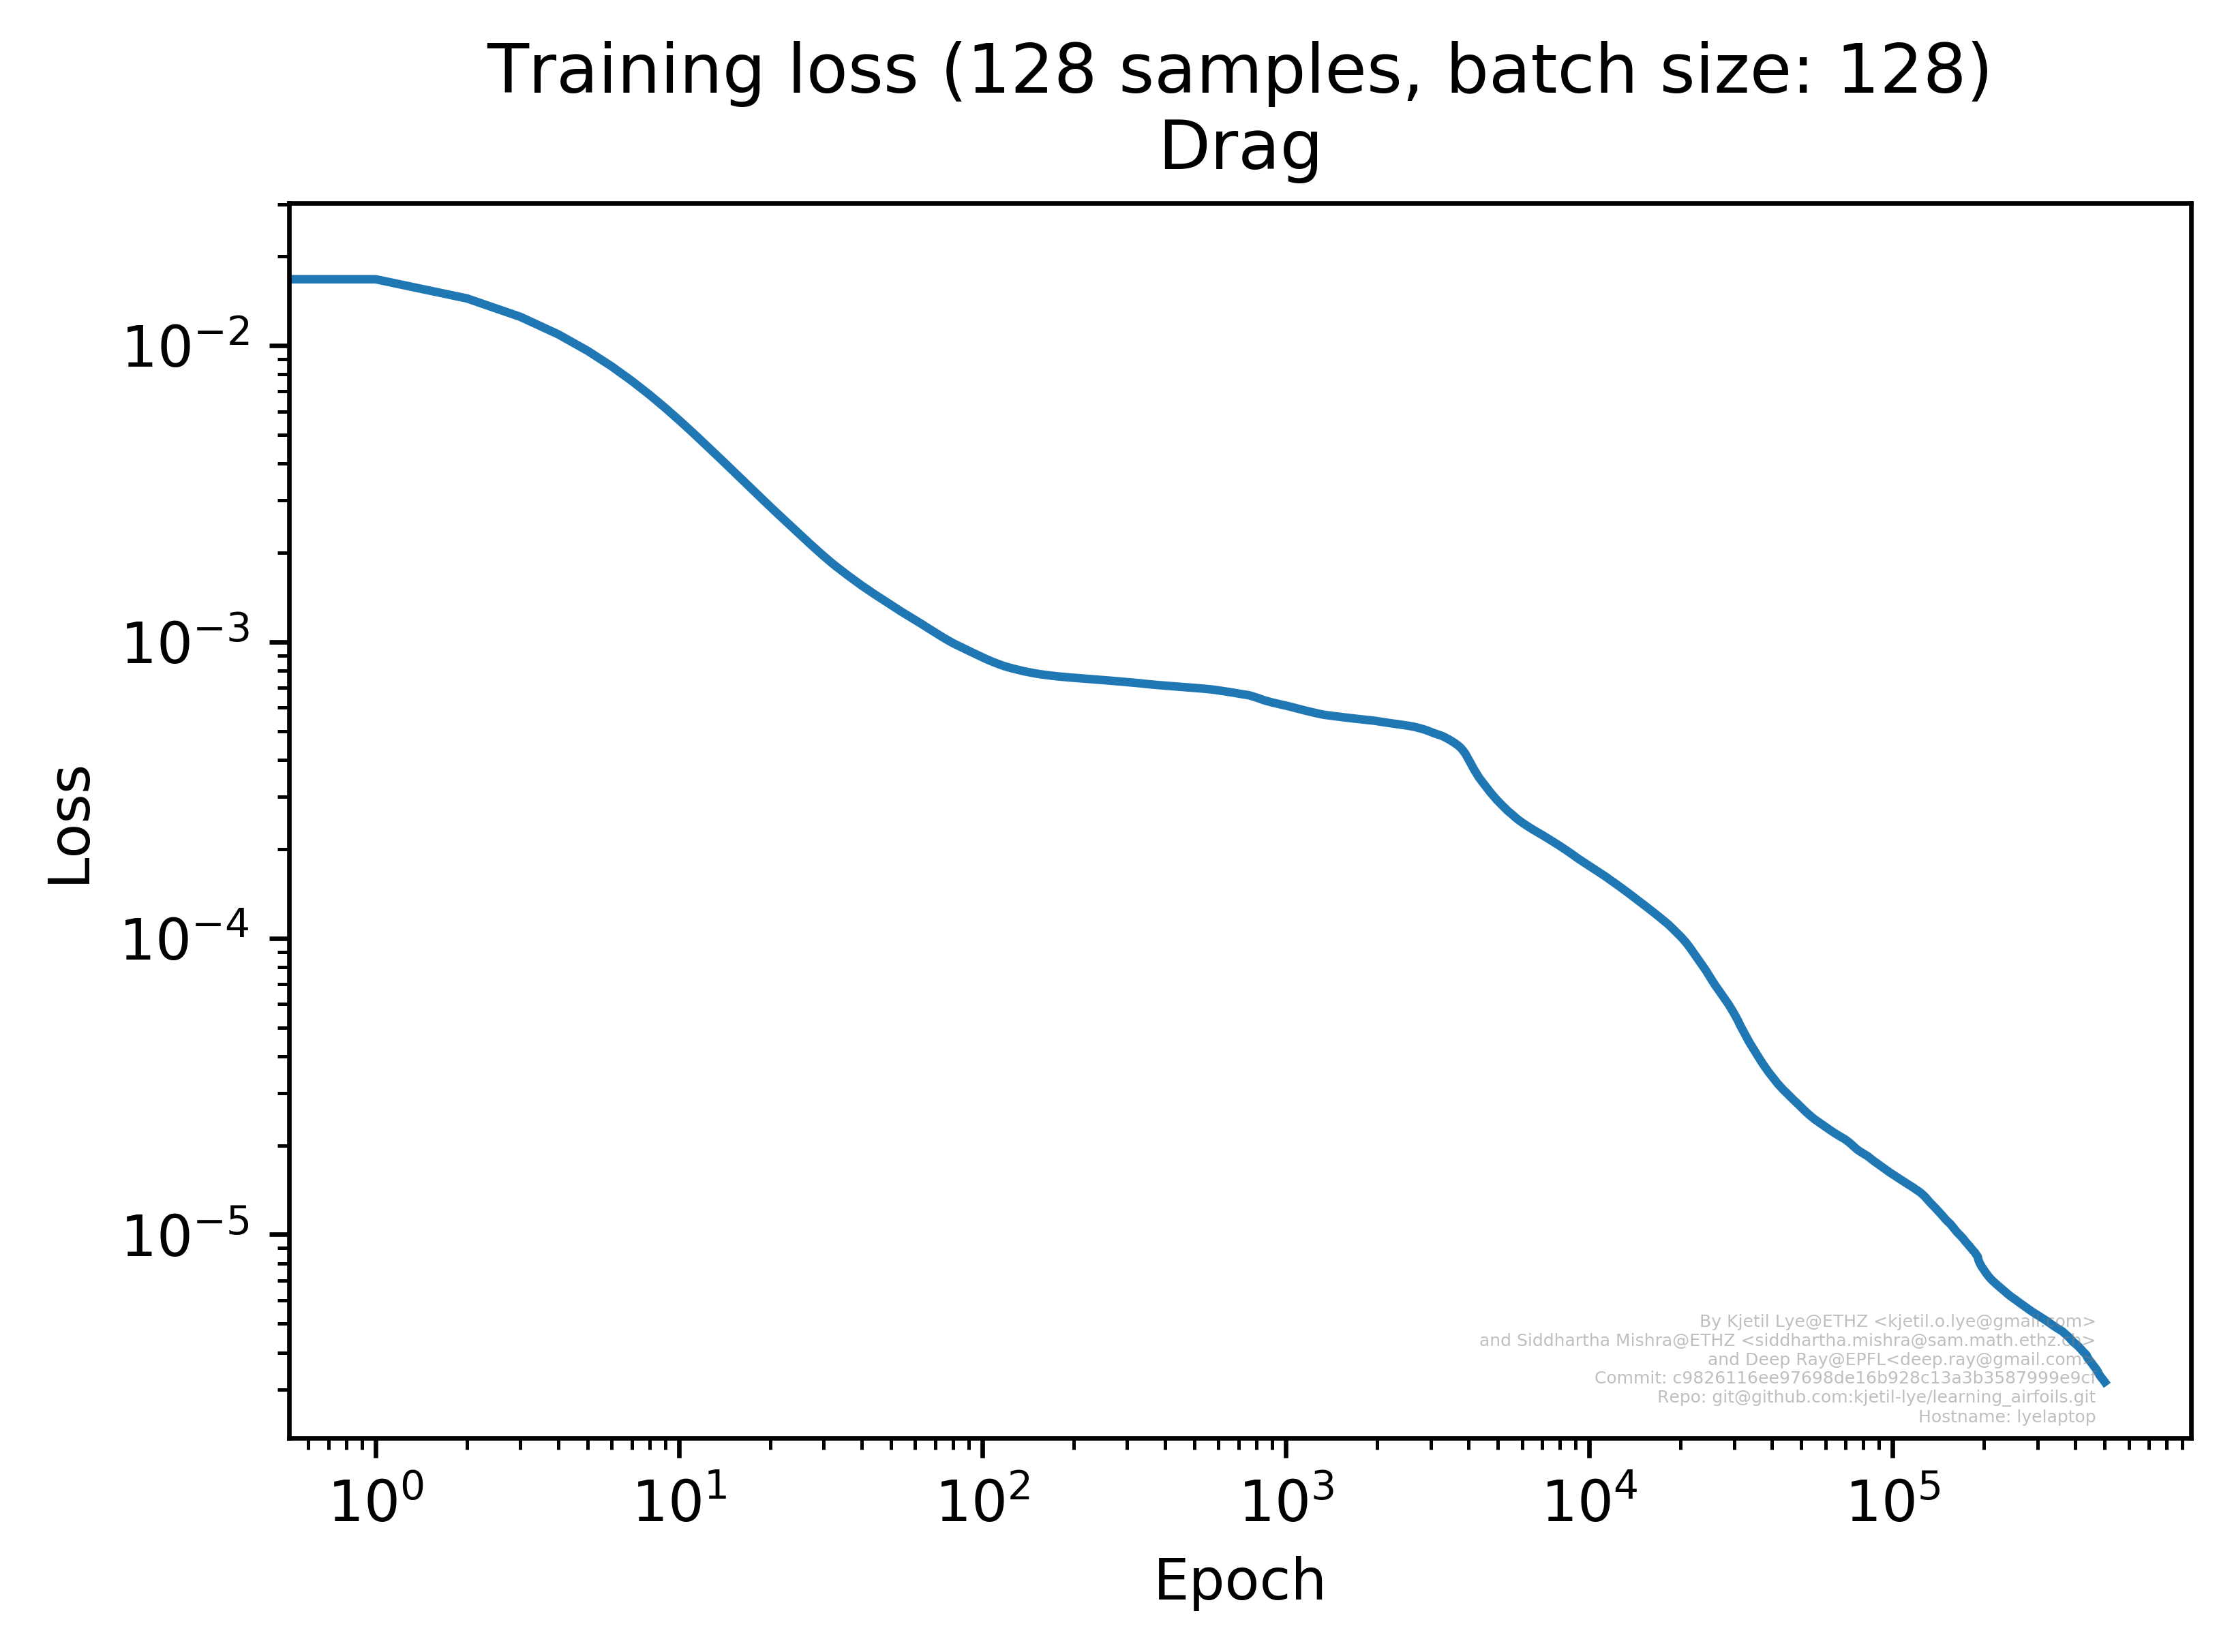 Training loss (128 samples, batch size: 128)
Drag
Loss
10⁻²
10⁻³
10⁻⁴
10⁻⁵
By Kjetil Lye@ETHZ <kjetil.o.lye@gmail.com>
and Siddhartha Mishra@ETHZ <siddhartha.mishra@sam.math.ethz.ch>
and Deep Ray@EPFL<deep.ray@gmail.com>
Commit: c9826116ee97698de16b928c13a3b3587999e9cf
Repo: git@github.com:kjetil-lye/learning_airfoils.git
Hostname: lyelaptop
10⁰ 10¹ 10² 10³ 10⁴ 10⁵
Epoch